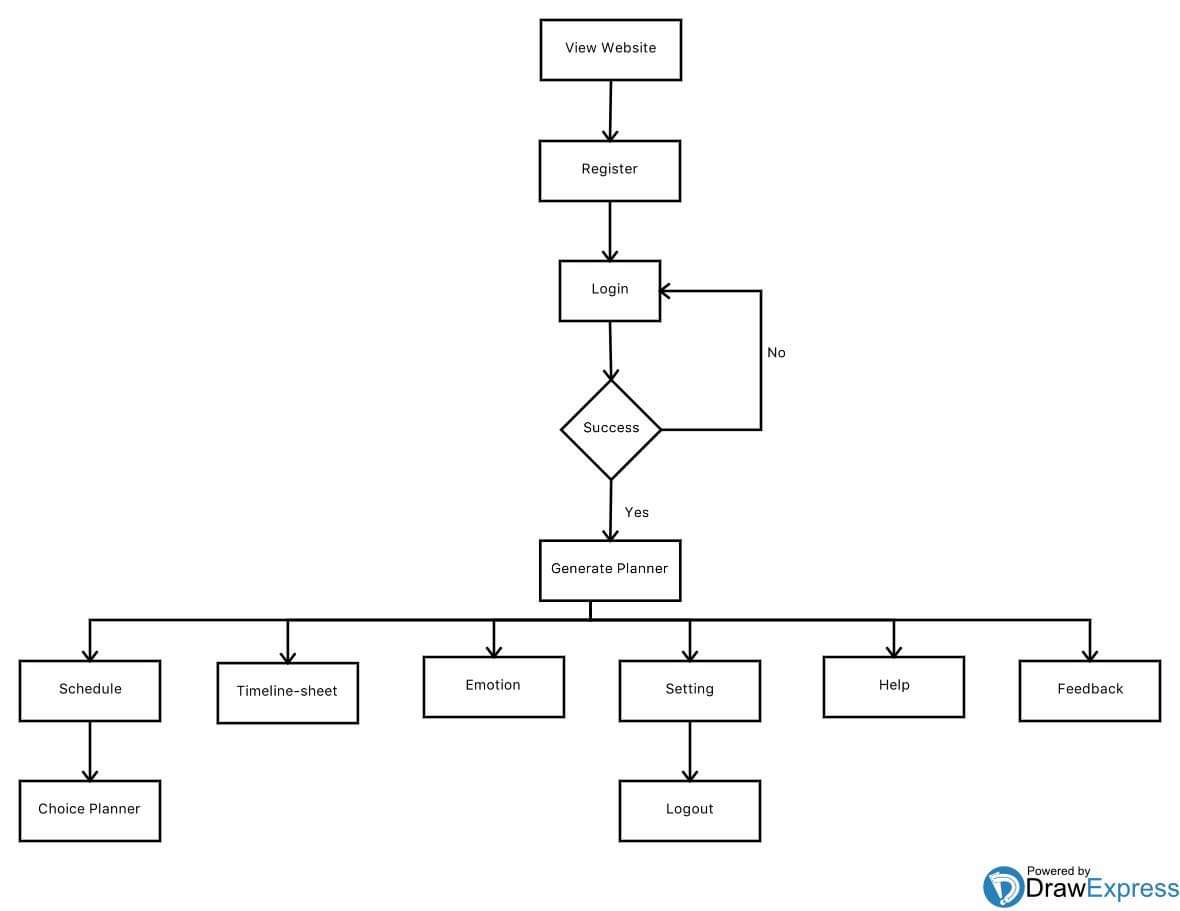 View Website
Register
Login
No
Success
Yes
Generate Planner
Schedule
Timeline-sheet
Emotion
Setting
Help
Feedback
Choice Planner
Logout
Powered by
DrawExpress